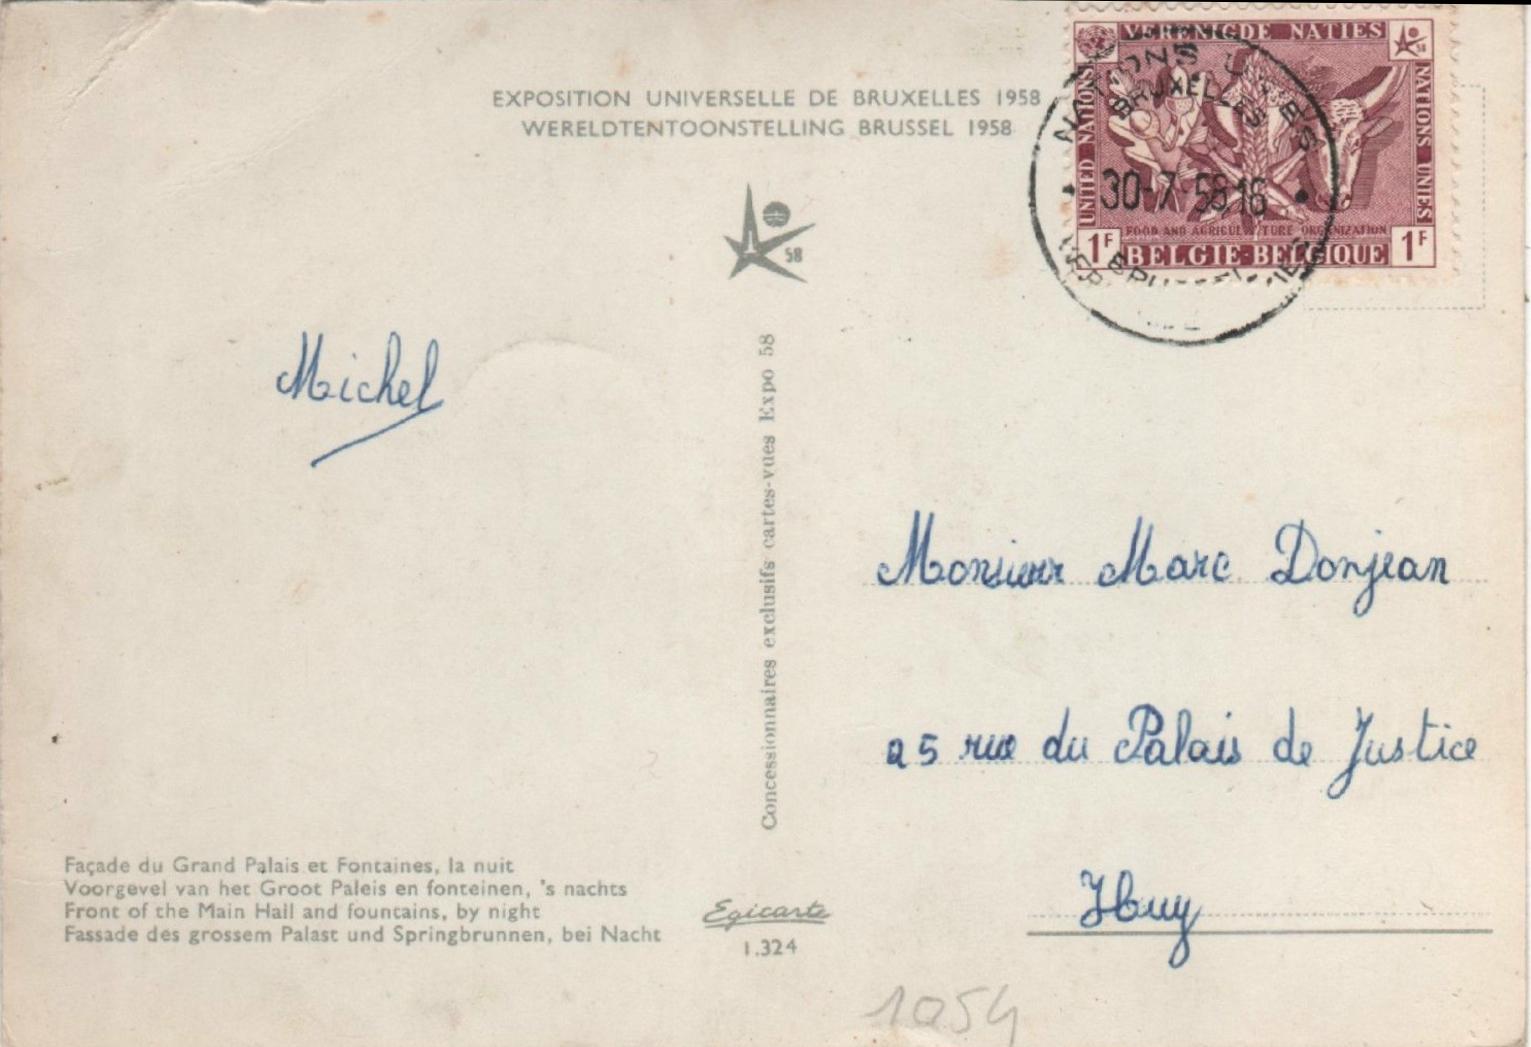 EXPOSITION UNIVERSELLE DE BRUXELLES 1958
WERELDTENTOONSTELLING BRUSSEL 1958
58
VERENIGDE NATIES
58
UNITED NATIONS
NATIONS UNIES
FOOD AND AGRICULTURE ORGANIZATION
1F BELGIE·BELGIQUE 1F
NATIONS UNIES
BRUXELLES
30-7 58 16
Michel
Concessionnaires exclusifs cartes-vues Expo 58
Monsieur Marc Donjean
25 rue du Palais de Justice
Huy
Façade du Grand Palais et Fontaines, la nuit
Voorgevel van het Groot Paleis en fonteinen, 's nachts
Front of the Main Hall and fountains, by night
Fassade des grossem Palast und Springbrunnen, bei Nacht
Egicarte
1.324
1054